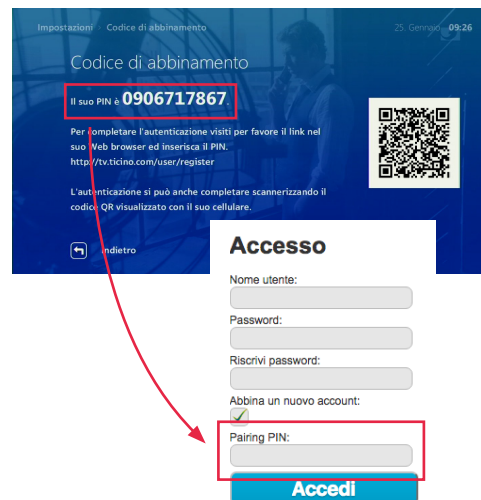 Impostazioni · Codice di abbinamento
25. Gennaio 09:26
Codice di abbinamento
Il suo PIN è 0906717867.
Per completare l'autenticazione visiti per favore il link nel
suo Web browser ed inserisca il PIN.
http://tv.ticino.com/user/register
L'autenticazione si può anche completare scannerizzando il
codice QR visualizzato con il suo cellulare.
Indietro
Accesso
Nome utente:
Password:
Riscrivi password:
Abbina un nuovo account:
Pairing PIN:
Accedi